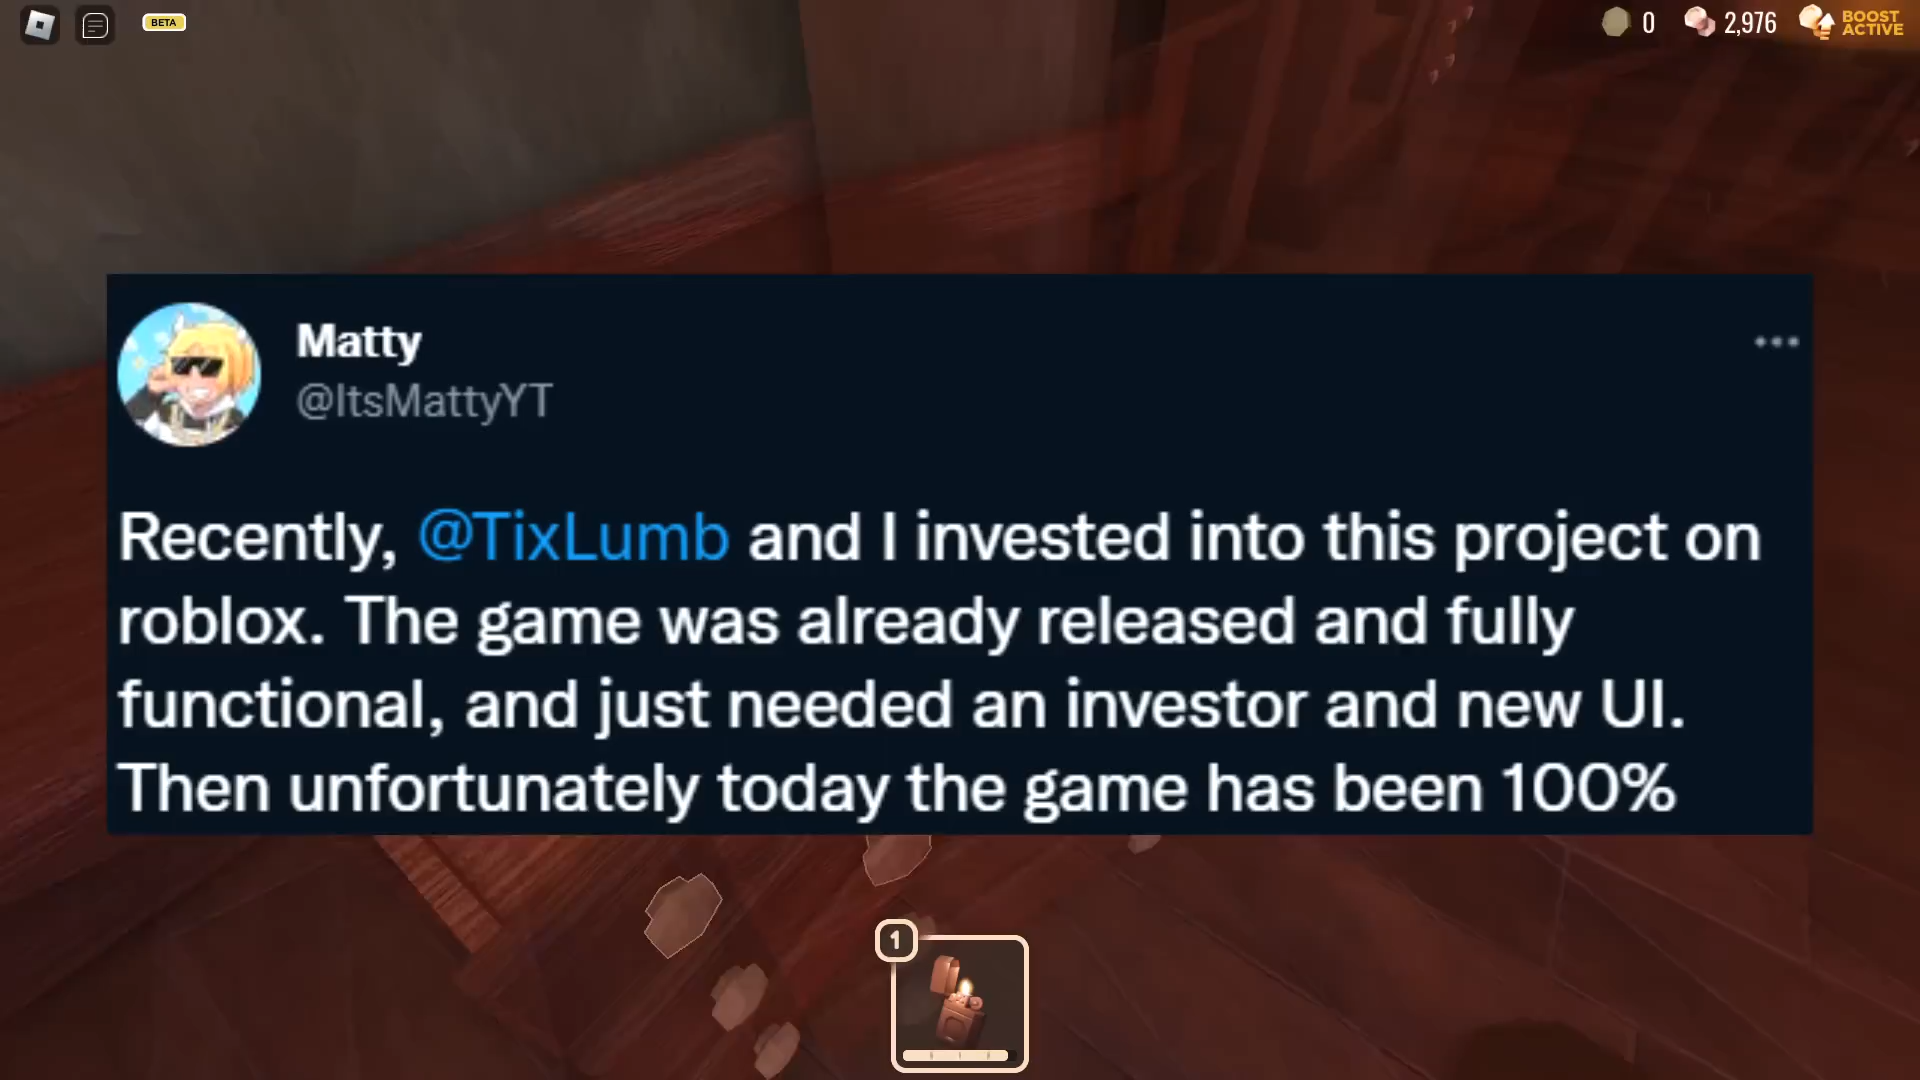 BETA
0
2,976
BOOST
ACTIVE
Matty
@ItsMattyYT
Recently, @TixLumb and I invested into this project on
roblox. The game was already released and fully
functional, and just needed an investor and new UI.
Then unfortunately today the game has been 100%
1